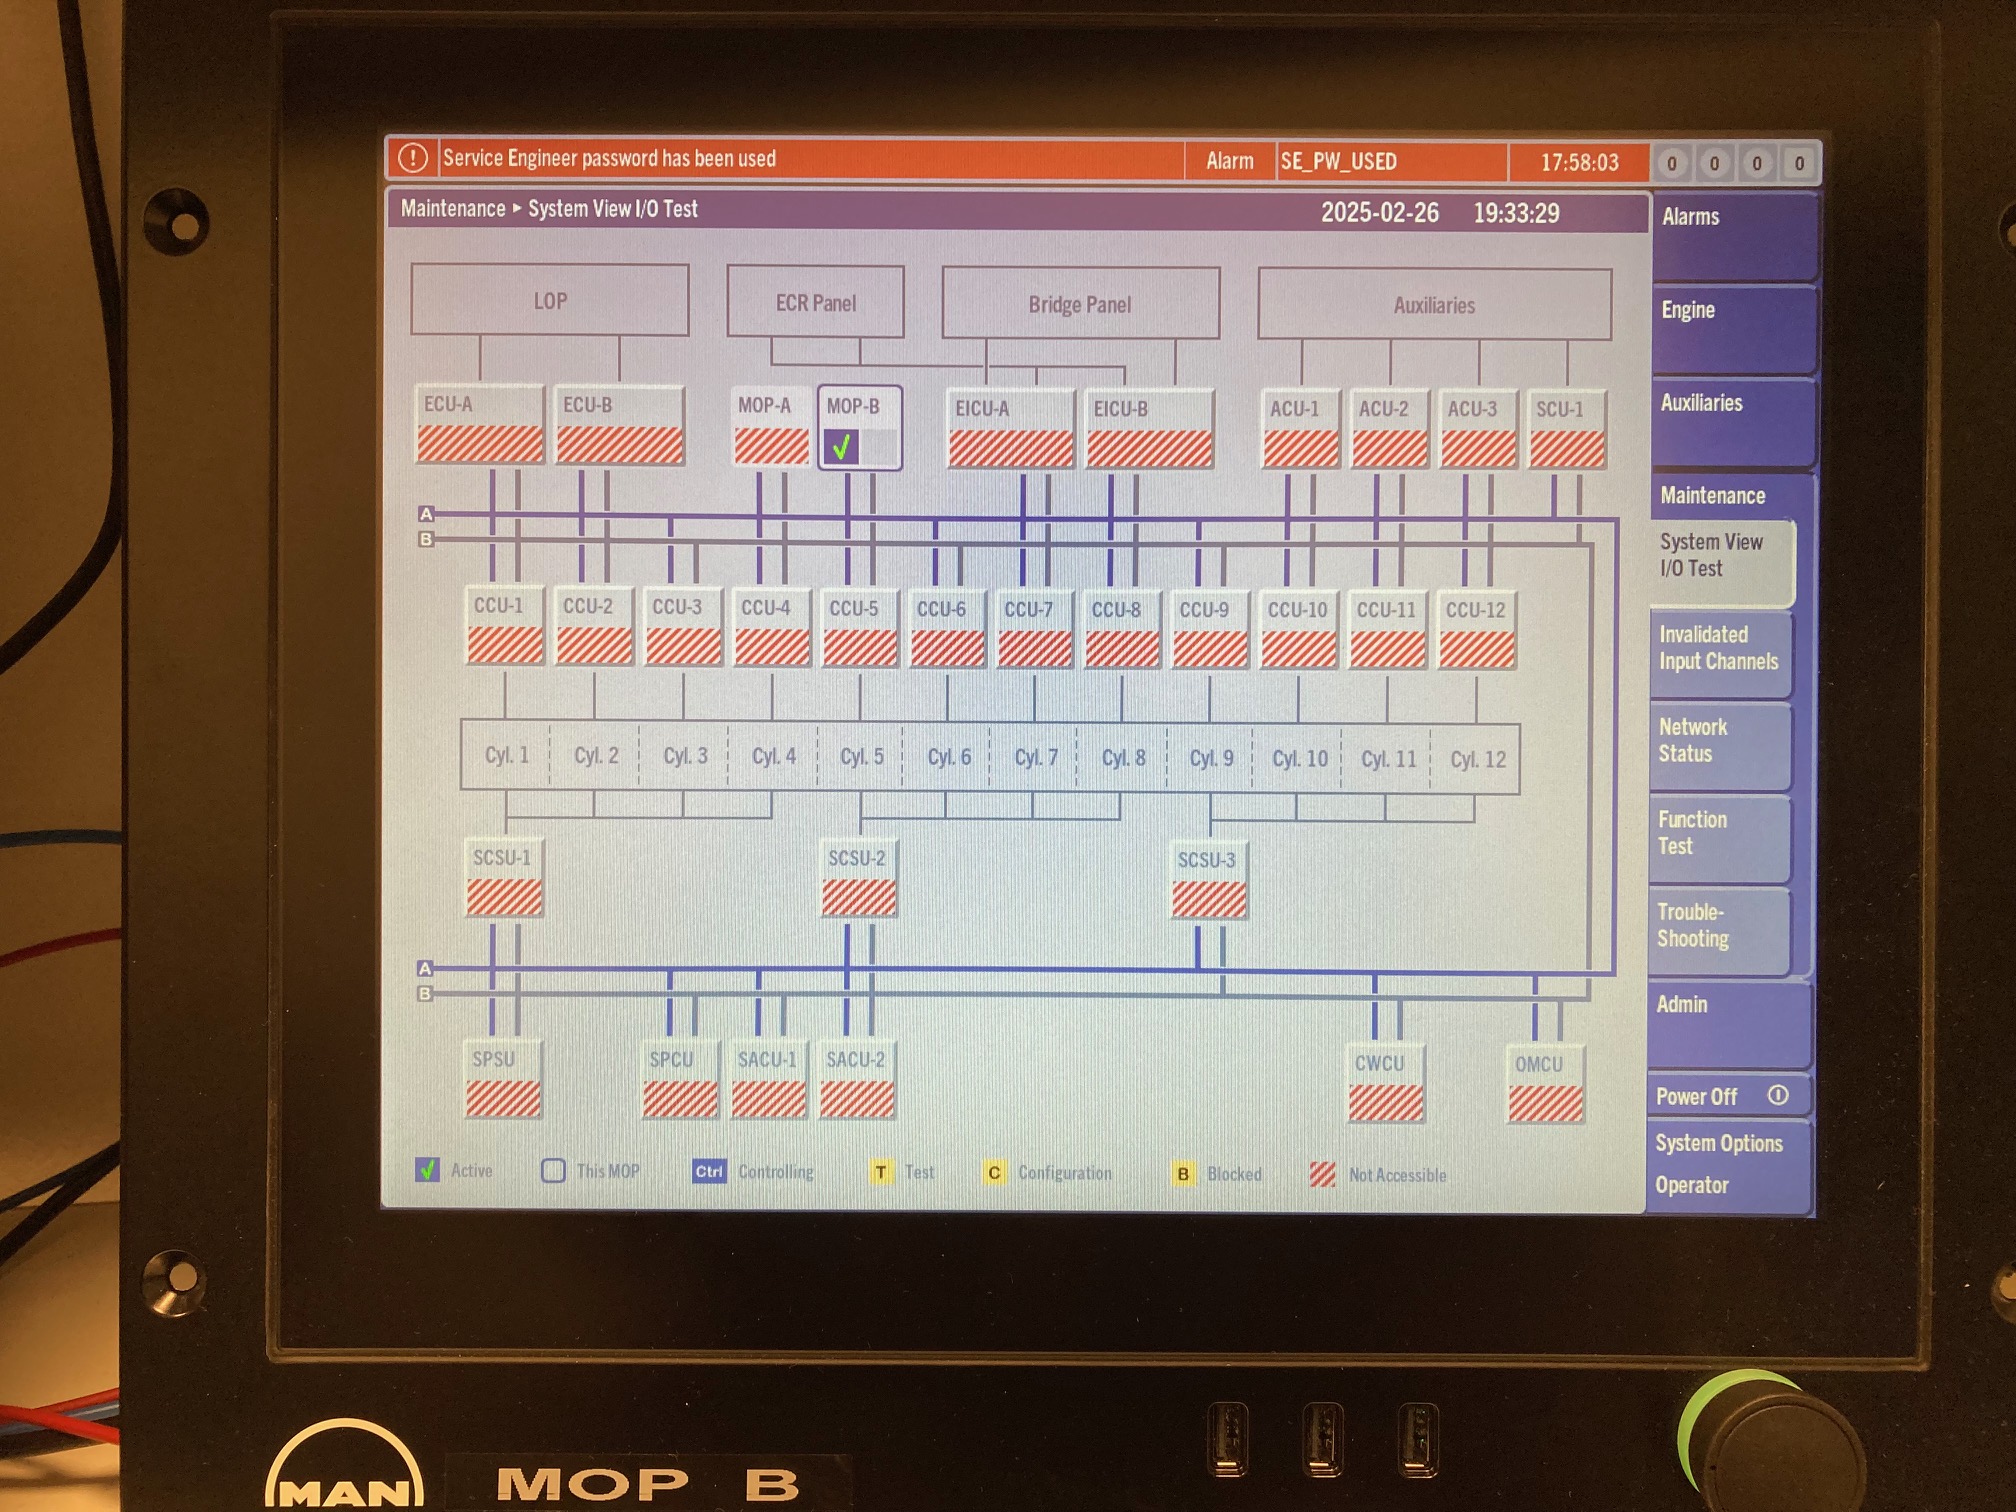 Service Engineer password has been used Alarm SE_PW_USED 17:58:03 0 0 0 0
Maintenance ▸ System View I/O Test 2025-02-26 19:33:29
LOP ECR Panel Bridge Panel Auxiliaries
ECU-A ECU-B MOP-A MOP-B EICU-A EICU-B ACU-1 ACU-2 ACU-3 SCU-1
A
B
CCU-1 CCU-2 CCU-3 CCU-4 CCU-5 CCU-6 CCU-7 CCU-8 CCU-9 CCU-10 CCU-11 CCU-12
Cyl. 1 Cyl. 2 Cyl. 3 Cyl. 4 Cyl. 5 Cyl. 6 Cyl. 7 Cyl. 8 Cyl. 9 Cyl. 10 Cyl. 11 Cyl. 12
SCSU-1 SCSU-2 SCSU-3
A
B
SPSU SPCU SACU-1 SACU-2 CWCU OMCU
Active This MOP Ctrl Controlling T Test C Configuration B Blocked Not Accessible
Alarms
Engine
Auxiliaries
Maintenance
System View
I/O Test
Invalidated
Input Channels
Network
Status
Function
Test
Trouble-
Shooting
Admin
Power Off
System Options
Operator
MAN
MOP B